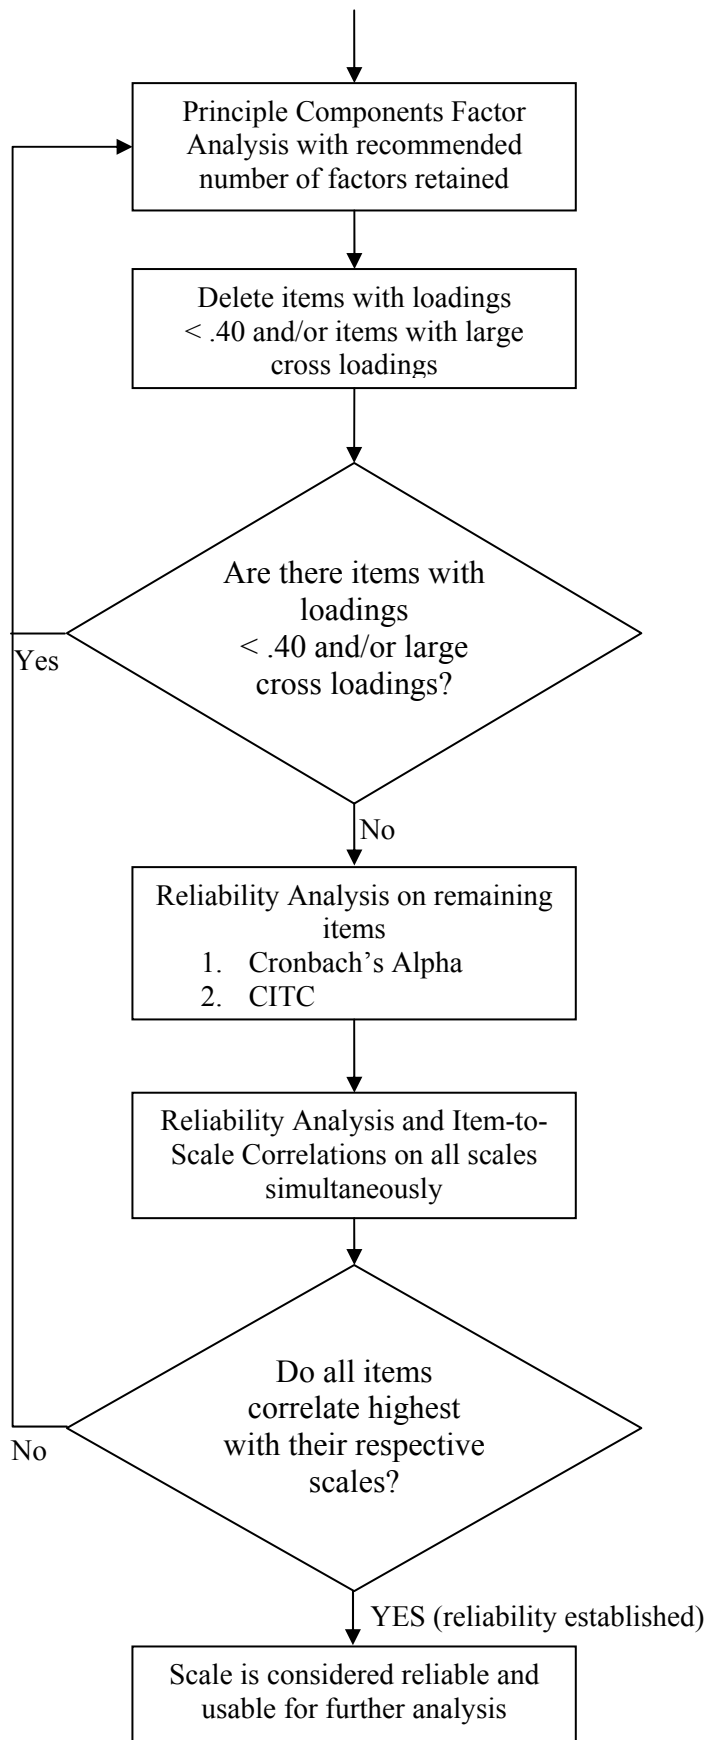 Principle Components Factor
Analysis with recommended
number of factors retained
Delete items with loadings
< .40 and/or items with large
cross loadings
Are there items with
loadings
< .40 and/or large
cross loadings?
Yes
No
Reliability Analysis on remaining
items
1. Cronbach’s Alpha
2. CITC
Reliability Analysis and Item-to-
Scale Correlations on all scales
simultaneously
Do all items
correlate highest
with their respective
scales?
No
YES (reliability established)
Scale is considered reliable and
usable for further analysis